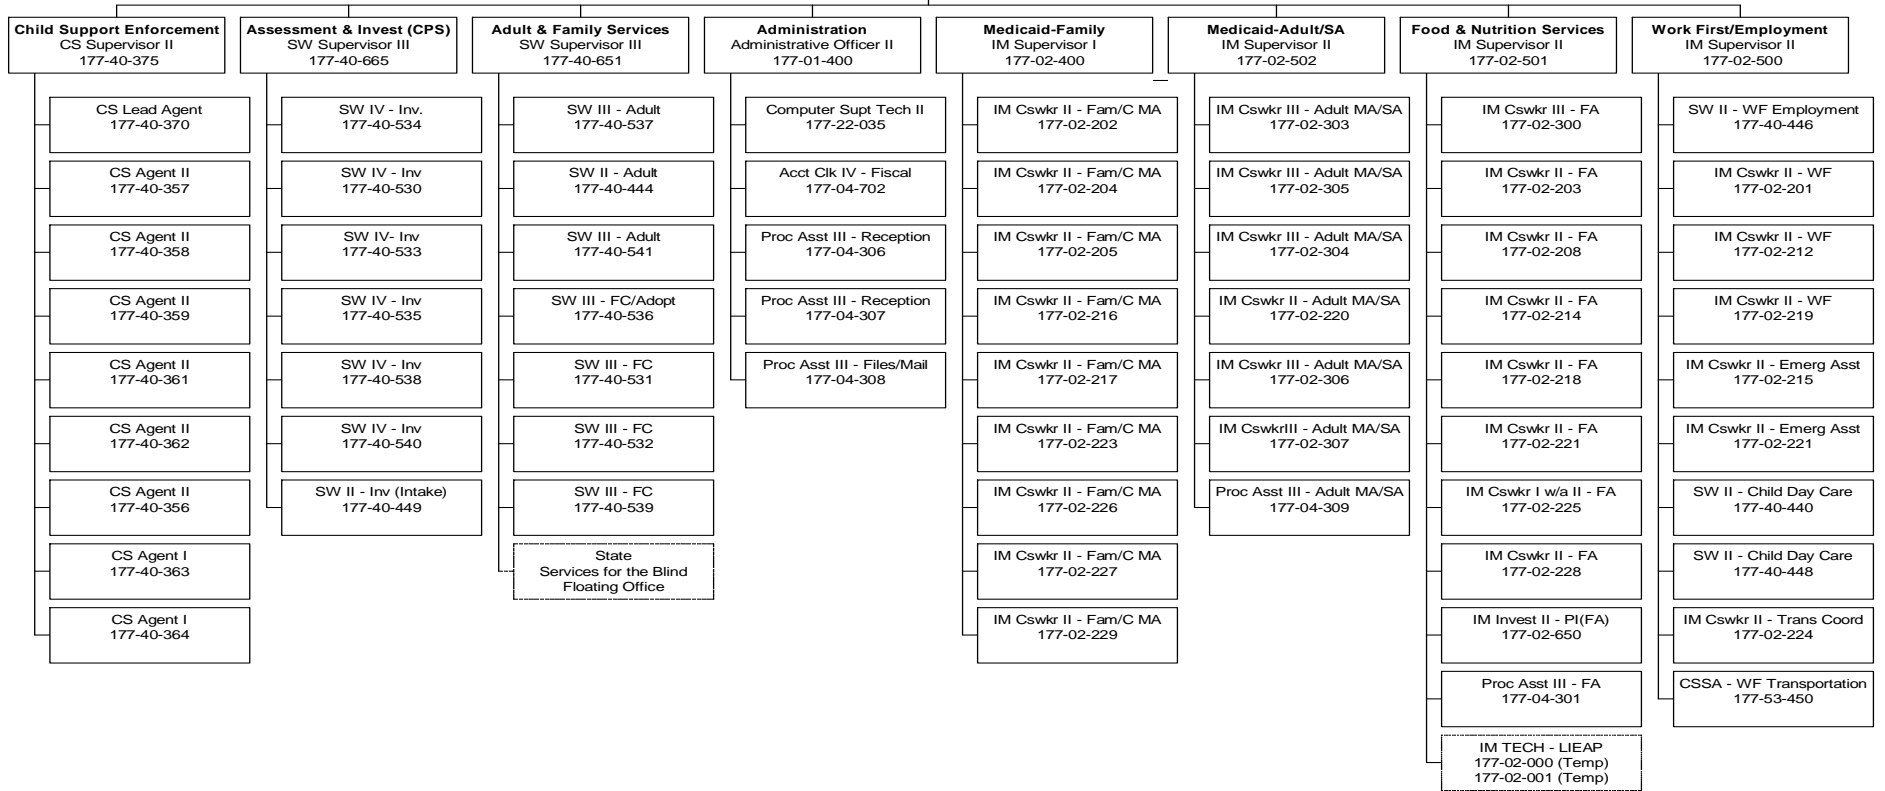 Child Support Enforcement
CS Supervisor II
177-40-375
CS Lead Agent
177-40-370
CS Agent II
177-40-357
CS Agent II
177-40-358
CS Agent II
177-40-359
CS Agent II
177-40-361
CS Agent II
177-40-362
CS Agent II
177-40-356
CS Agent I
177-40-363
CS Agent I
177-40-364
Assessment & Invest (CPS)
SW Supervisor III
177-40-665
SW IV - Inv.
177-40-534
SW IV - Inv
177-40-530
SW IV- Inv
177-40-533
SW IV - Inv
177-40-535
SW IV - Inv
177-40-538
SW IV - Inv
177-40-540
SW II - Inv (Intake)
177-40-449
Adult & Family Services
SW Supervisor III
177-40-651
SW III - Adult
177-40-537
SW II - Adult
177-40-444
SW III - Adult
177-40-541
SW III - FC/Adopt
177-40-536
SW III - FC
177-40-531
SW III - FC
177-40-532
SW III - FC
177-40-539
State
Services for the Blind
Floating Office
Administration
Administrative Officer II
177-01-400
Computer Supt Tech II
177-22-035
Acct Clk IV - Fiscal
177-04-702
Proc Asst III - Reception
177-04-306
Proc Asst III - Reception
177-04-307
Proc Asst III - Files/Mail
177-04-308
Medicaid-Family
IM Supervisor I
177-02-400
IM Cswkr II - Fam/C MA
177-02-202
IM Cswkr II - Fam/C MA
177-02-204
IM Cswkr II - Fam/C MA
177-02-205
IM Cswkr II - Fam/C MA
177-02-216
IM Cswkr II - Fam/C MA
177-02-217
IM Cswkr II - Fam/C MA
177-02-223
IM Cswkr II - Fam/C MA
177-02-226
IM Cswkr II - Fam/C MA
177-02-227
IM Cswkr II - Fam/C MA
177-02-229
Medicaid-Adult/SA
IM Supervisor II
177-02-502
IM Cswkr III - Adult MA/SA
177-02-303
IM Cswkr III - Adult MA/SA
177-02-305
IM Cswkr III - Adult MA/SA
177-02-304
IM Cswkr II - Adult MA/SA
177-02-220
IM Cswkr III - Adult MA/SA
177-02-306
IM CswkrIII - Adult MA/SA
177-02-307
Proc Asst III - Adult MA/SA
177-04-309
Food & Nutrition Services
IM Supervisor II
177-02-501
IM Cswkr III - FA
177-02-300
IM Cswkr II - FA
177-02-203
IM Cswkr II - FA
177-02-208
IM Cswkr II - FA
177-02-214
IM Cswkr II - FA
177-02-218
IM Cswkr II - FA
177-02-221
IM Cswkr I w/a II - FA
177-02-225
IM Cswkr II - FA
177-02-228
IM Invest II - PI(FA)
177-02-650
Proc Asst III - FA
177-04-301
IM TECH - LIEAP
177-02-000 (Temp)
177-02-001 (Temp)
Work First/Employment
IM Supervisor II
177-02-500
SW II - WF Employment
177-40-446
IM Cswkr II - WF
177-02-201
IM Cswkr II - WF
177-02-212
IM Cswkr II - WF
177-02-219
IM Cswkr II - Emerg Asst
177-02-215
IM Cswkr II - Emerg Asst
177-02-221
SW II - Child Day Care
177-40-440
SW II - Child Day Care
177-40-448
IM Cswkr II - Trans Coord
177-02-224
CSSA - WF Transportation
177-53-450